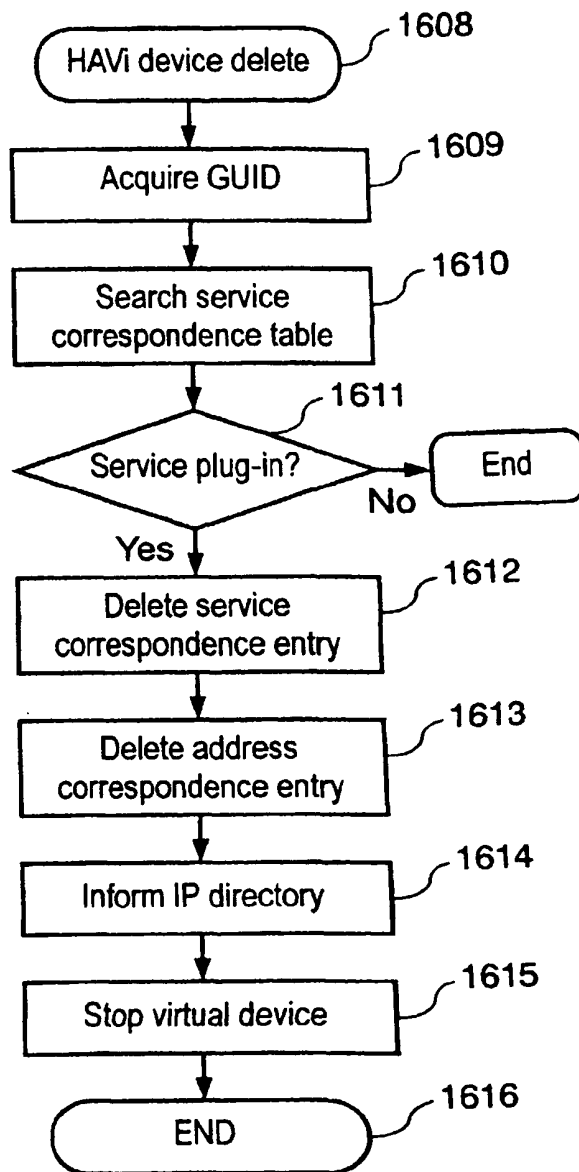 1608
HAVi device delete
1609
Acquire GUID
1610
Search service
correspondence table
1611
Service plug-in?
End
No
Yes
1612
Delete service
correspondence entry
1613
Delete address
correspondence entry
1614
Inform IP directory
1615
Stop virtual device
1616
END